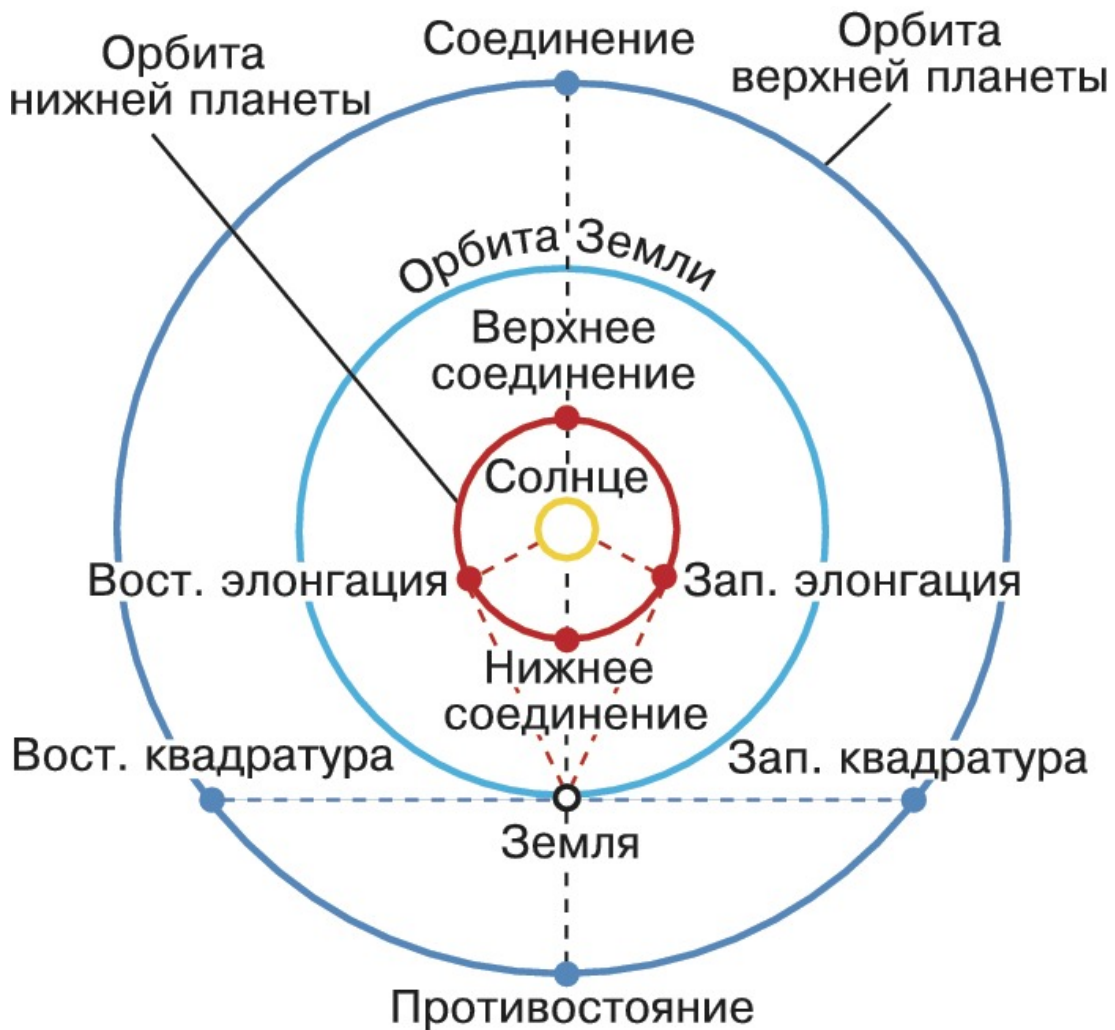 Соединение
Орбита
нижней планеты
Орбита
верхней планеты
Орбита Земли
Верхнее
соединение
Солнце
Вост. элонгация
Зап. элонгация
Нижнее
соединение
Вост. квадратура
Зап. квадратура
Земля
Противостояние